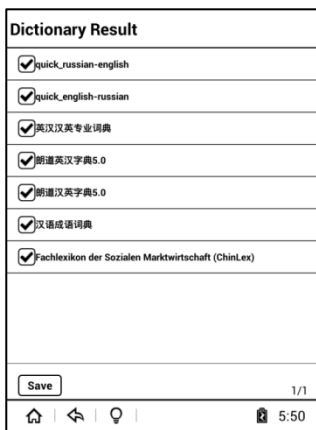 Dictionary Result
quick_russian-english
quick_english-russian
英汉汉英专业词典
朗道英汉字典5.0
朗道汉英字典5.0
汉语成语词典
Fachlexikon der Sozialen Marktwirtschaft (ChinLex)
Save
1/1
5:50